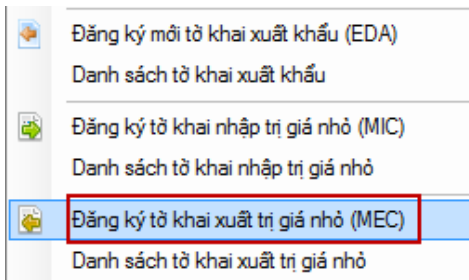 Đăng ký mới tờ khai xuất khẩu (EDA)
Danh sách tờ khai xuất khẩu
Đăng ký tờ khai nhập trị giá nhỏ (MIC)
Danh sách tờ khai nhập trị giá nhỏ
Đăng ký tờ khai xuất trị giá nhỏ (MEC)
Danh sách tờ khai xuất trị giá nhỏ